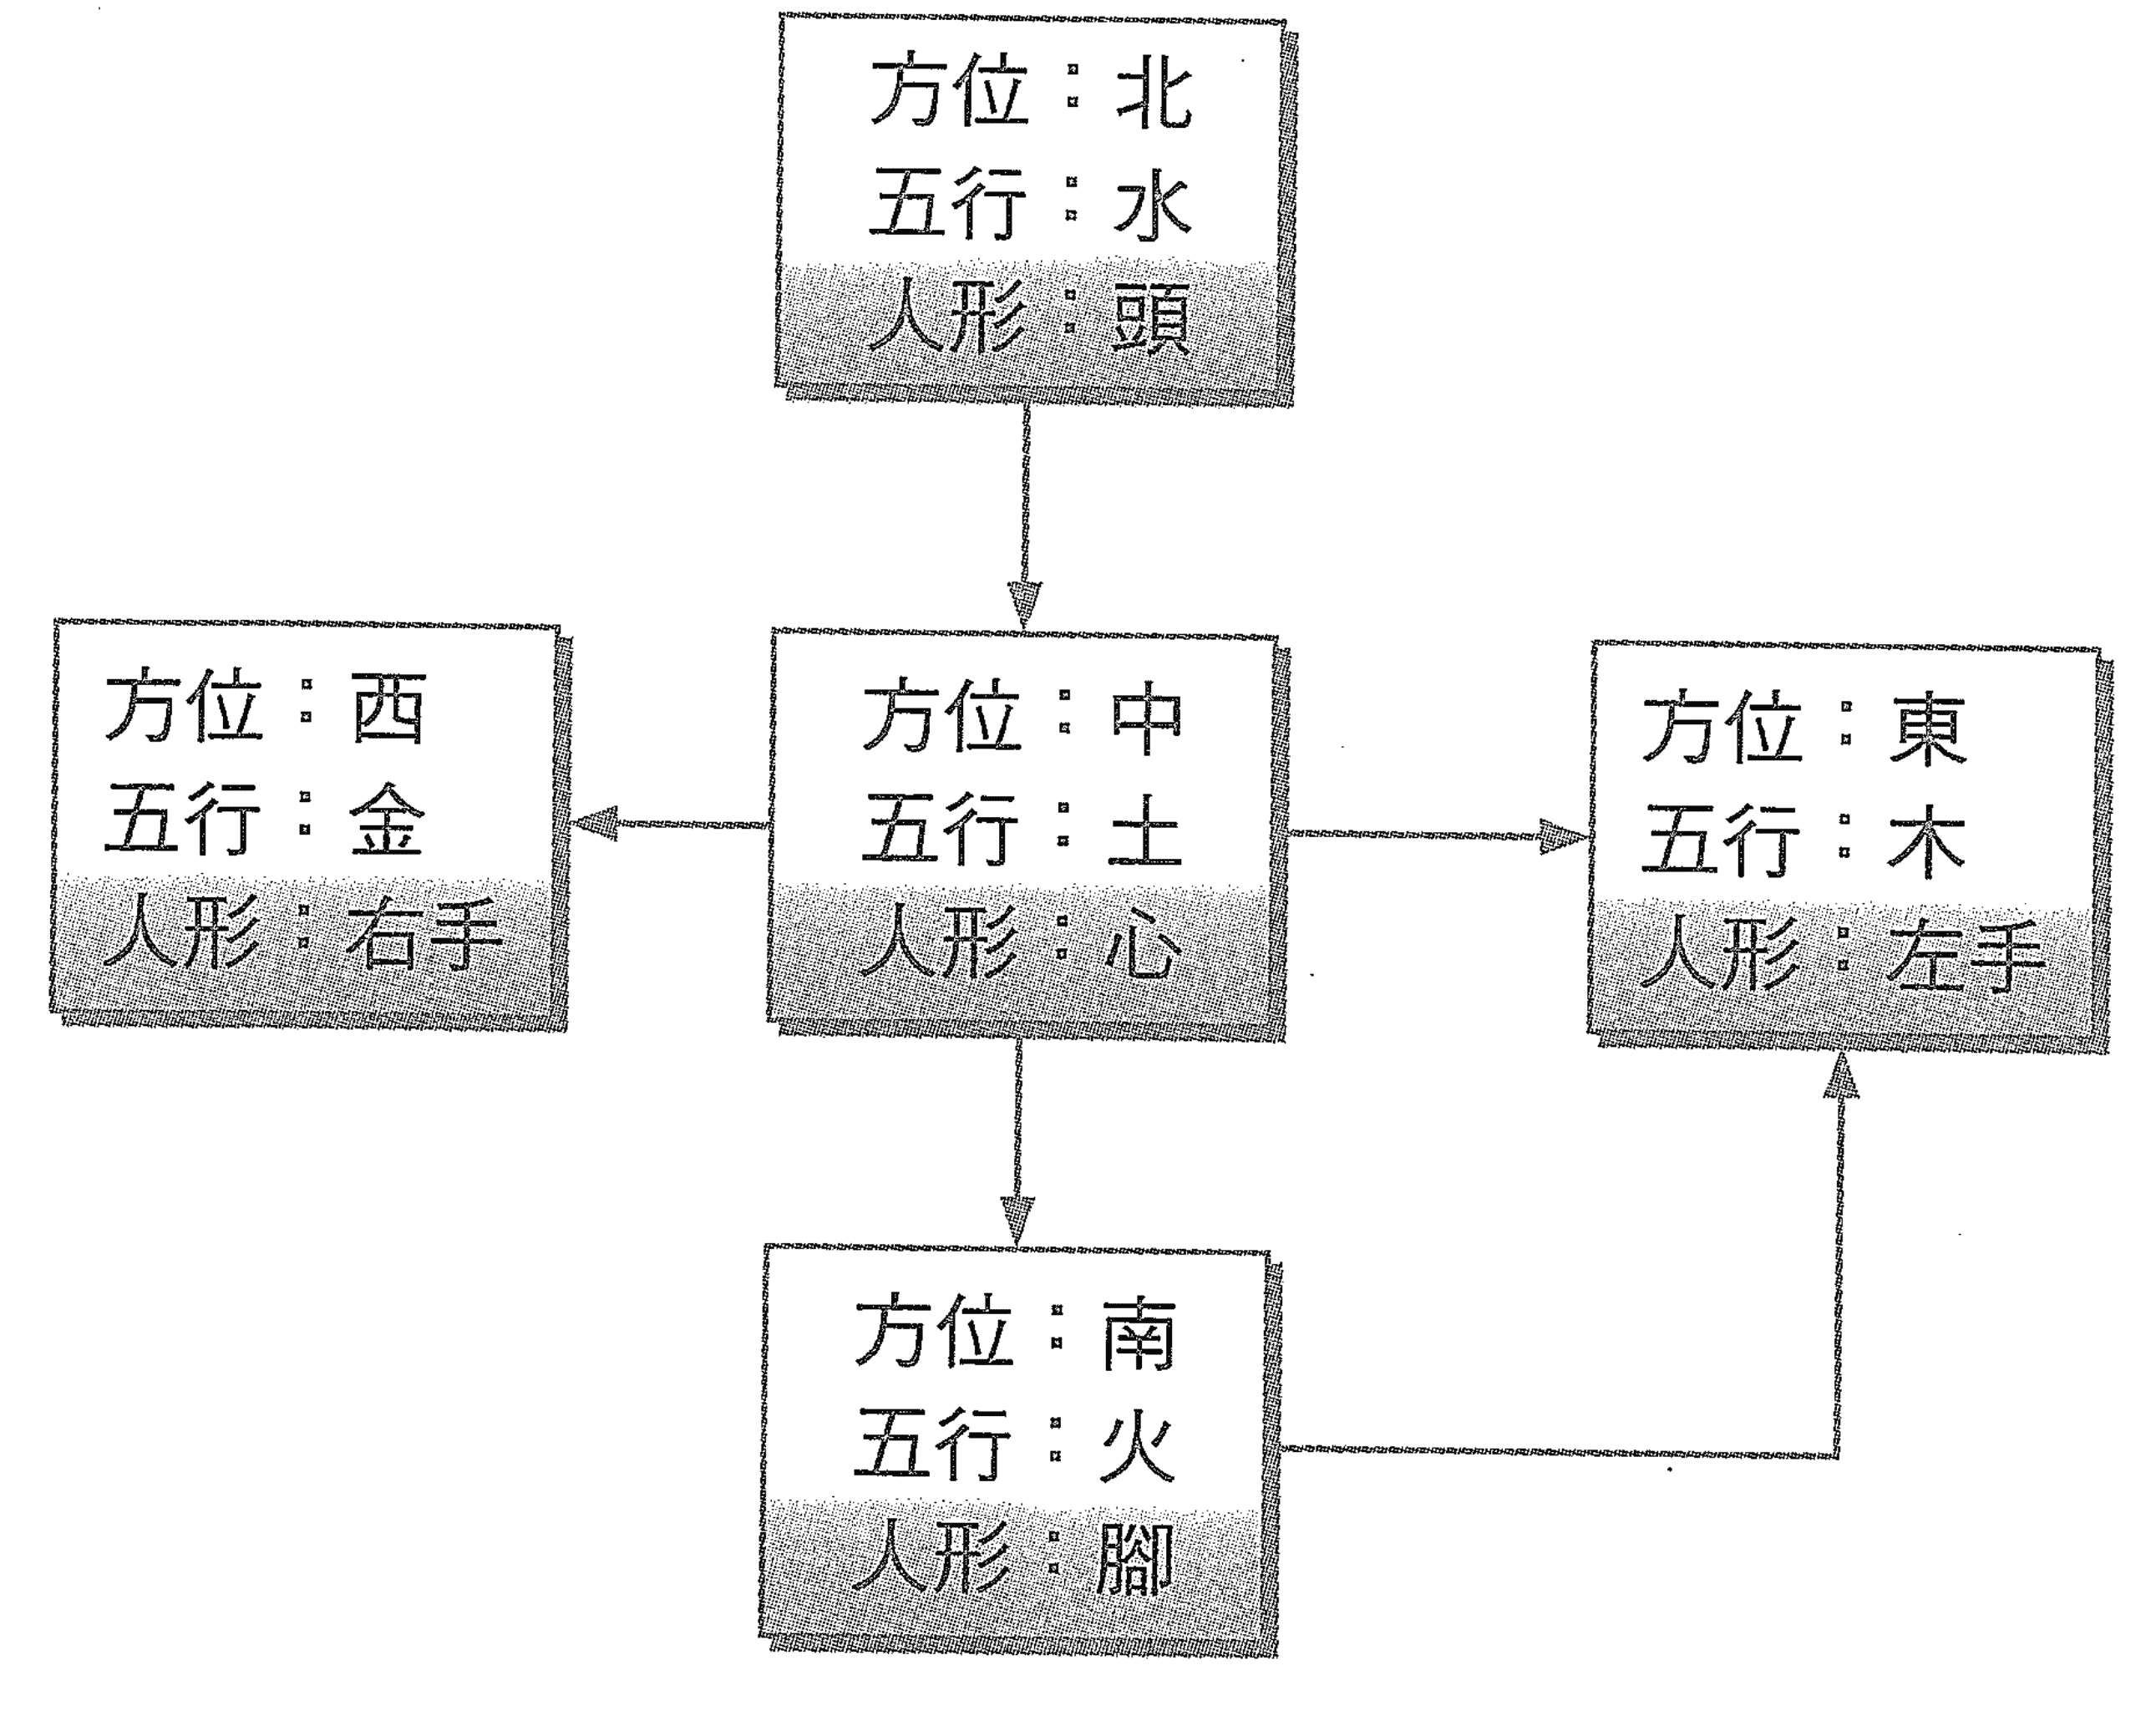 方位：北
五行：水
人形：頭
方位：西
五行：金
人形：右手
方位：中
五行：土
人形：心
方位：東
五行：木
人形：左手
方位：南
五行：火
人形：腳